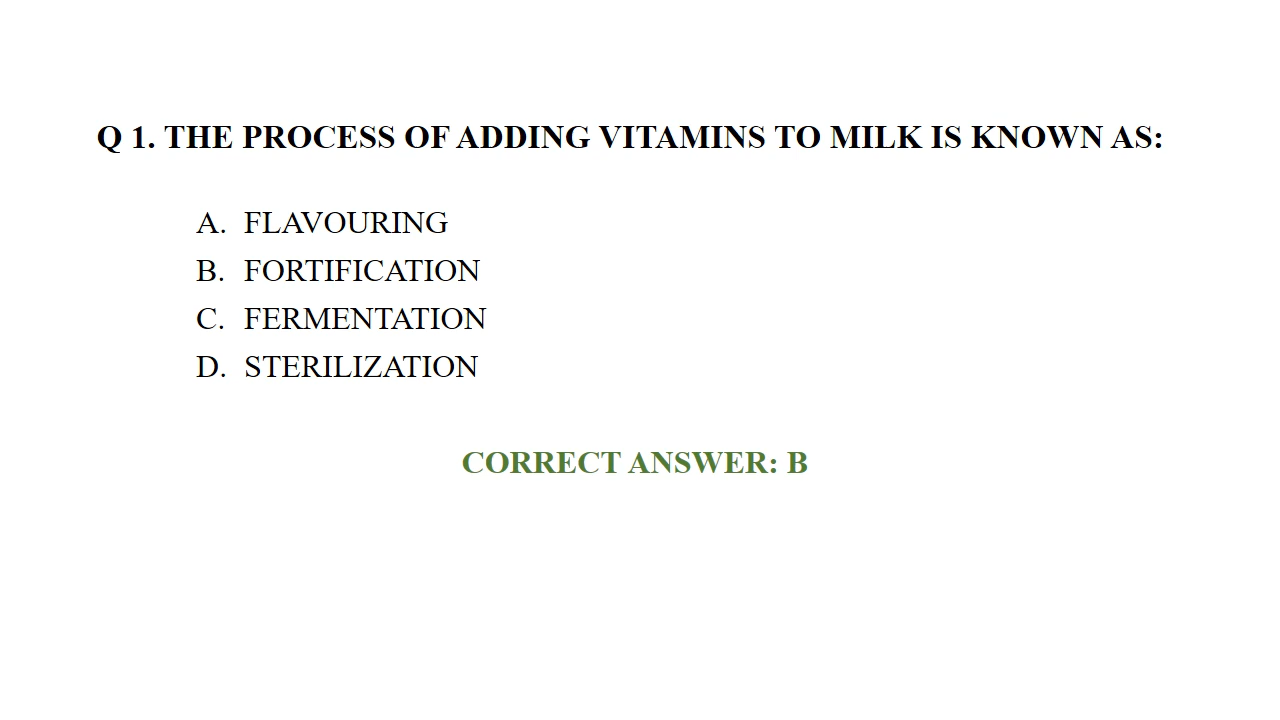 Q 1. THE PROCESS OF ADDING VITAMINS TO MILK IS KNOWN AS:
A. FLAVOURING
B. FORTIFICATION
C. FERMENTATION
D. STERILIZATION
CORRECT ANSWER: B